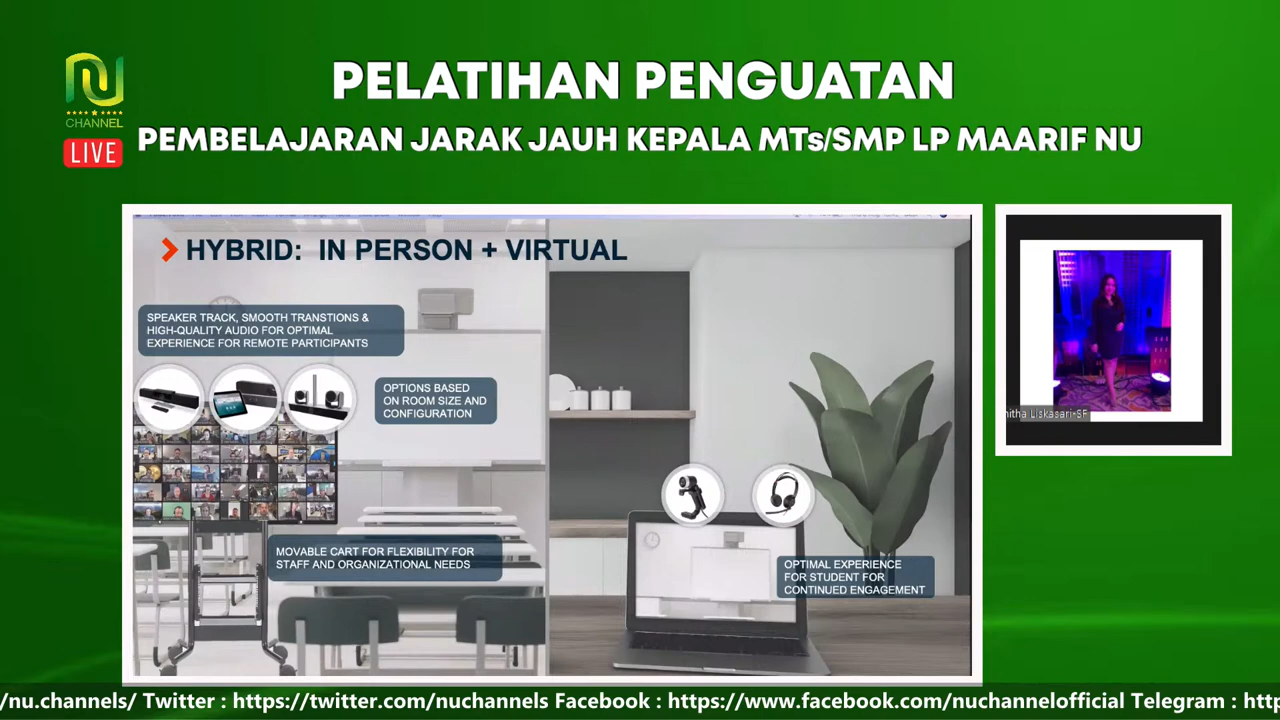 PELATIHAN PENGUATAN
CHANNEL
LIVE
PEMBELAJARAN JARAK JAUH KEPALA MTs/SMP LP MAARIF NU
HYBRID: IN PERSON + VIRTUAL
SPEAKER TRACK, SMOOTH TRANSTIONS &
HIGH-QUALITY AUDIO FOR OPTIMAL
EXPERIENCE FOR REMOTE PARTICIPANTS
OPTIONS BASED
ON ROOM SIZE AND
CONFIGURATION
MOVABLE CART FOR FLEXIBILITY FOR
STAFF AND ORGANIZATIONAL NEEDS
OPTIMAL EXPERIENCE
FOR STUDENT FOR
CONTINUED ENGAGEMENT
nitha Liskasari-SF
/nu.channels/ Twitter : https://twitter.com/nuchannels Facebook : https://www.facebook.com/nuchannelofficial Telegram : http